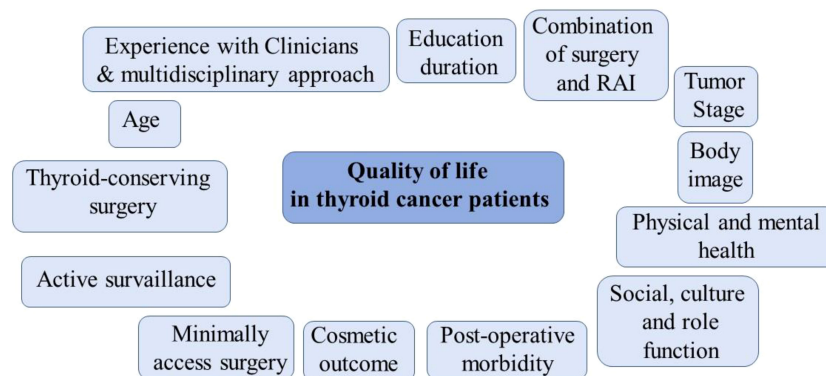 Experience with Clinicians
& multidisciplinary approach
Education
duration
Combination
of surgery
and RAI
Tumor
Stage
Age
Body
image
Quality of life
in thyroid cancer patients
Thyroid-conserving
surgery
Physical and mental
health
Active survaillance
Social, culture
and role
function
Minimally
access surgery
Cosmetic
outcome
Post-operative
morbidity